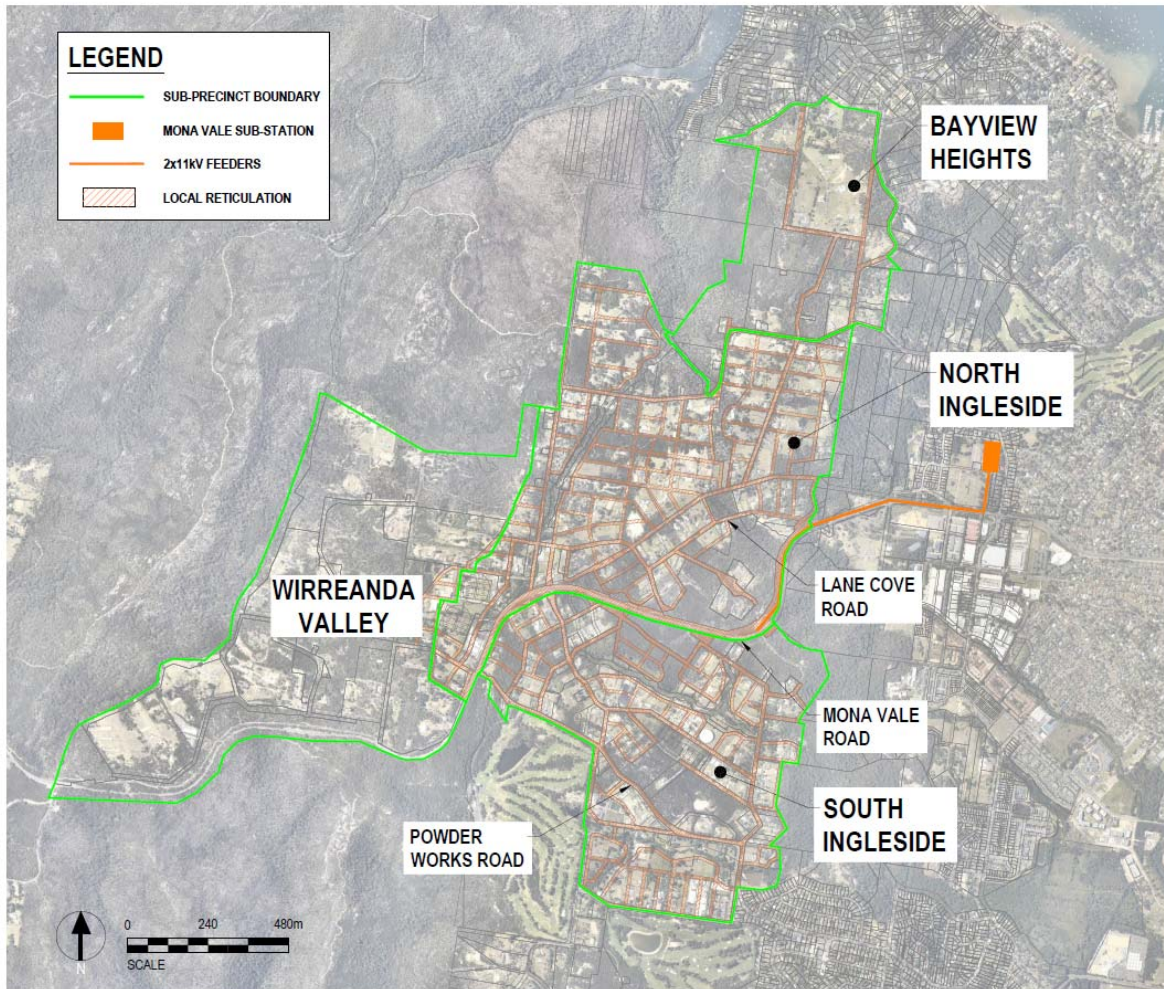 LEGEND
SUB-PRECINCT BOUNDARY
MONA VALE SUB-STATION
2x11kV FEEDERS
LOCAL RETICULATION
BAYVIEW
HEIGHTS
NORTH
INGLESIDE
WIRREANDA
VALLEY
LANE COVE
ROAD
MONA VALE
ROAD
SOUTH
INGLESIDE
POWDER
WORKS ROAD
N
0 240 480m
SCALE